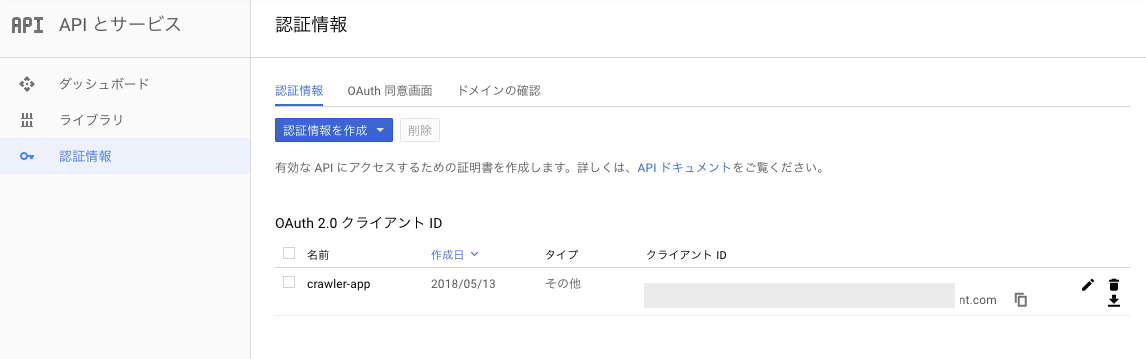 API API とサービス
認証情報
ダッシュボード
ライブラリ
認証情報
認証情報 OAuth 同意画面 ドメインの確認
認証情報を作成 削除
有効な API にアクセスするための証明書を作成します。詳しくは、API ドキュメントをご覧ください。
OAuth 2.0 クライアント ID
名前 作成日 タイプ クライアント ID
crawler-app 2018/05/13 その他
nt.com